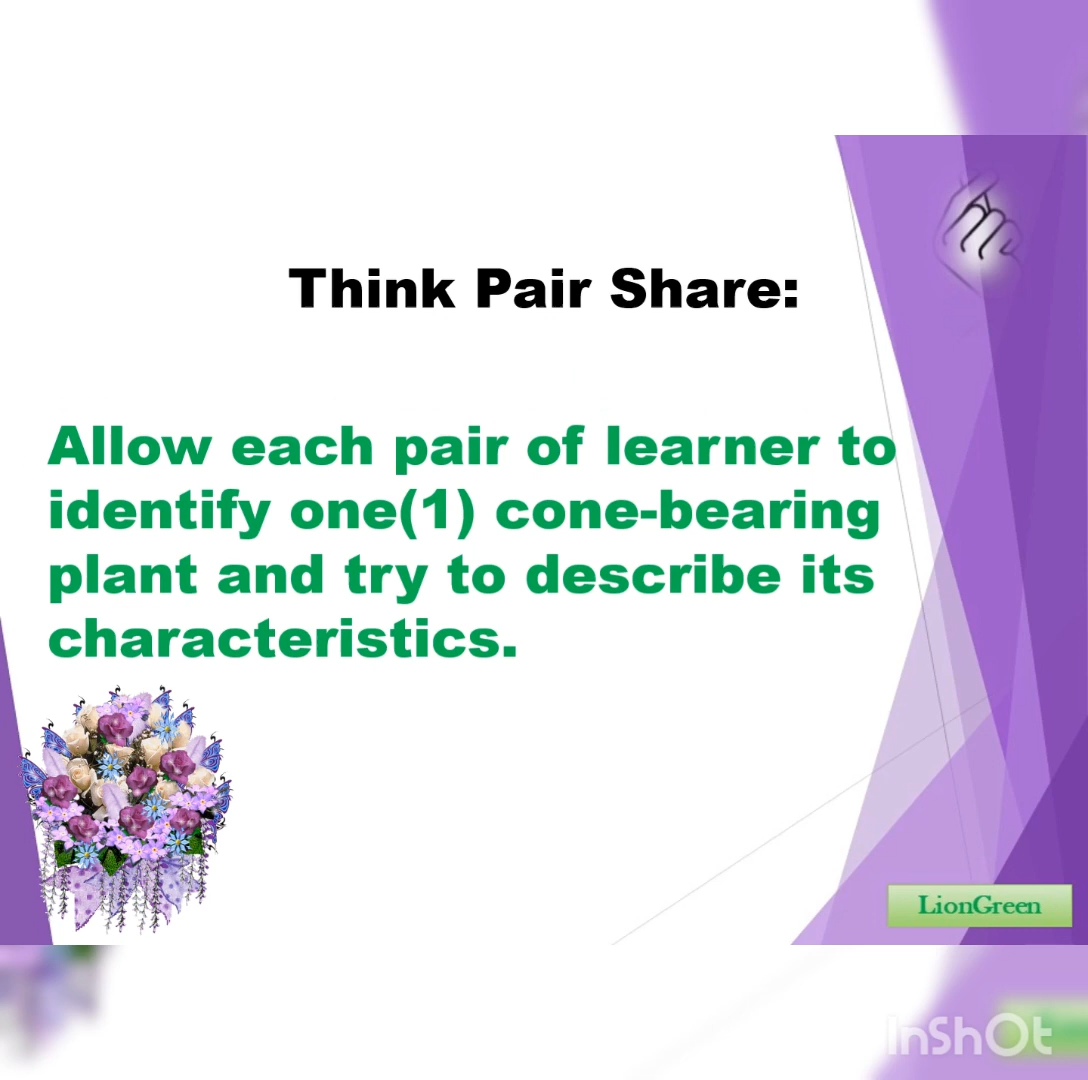 Think Pair Share:
Allow each pair of learner to
identify one(1) cone-bearing
plant and try to describe its
characteristics.
LionGreen
InShOt